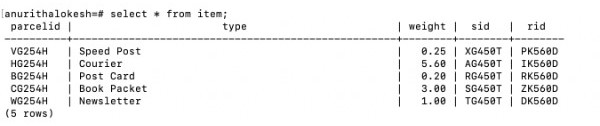 anurithalokesh=# select * from item;
parcelid | type | weight | sid | rid
----------+--------------------------------+--------+--------+--------
VG254H | Speed Post | 0.25 | XG450T | PK560D
HG254H | Courier | 5.60 | AG450T | IK560D
BG254H | Post Card | 0.20 | RG450T | RK560D
CG254H | Book Packet | 3.00 | SG450T | ZK560D
WG254H | Newsletter | 1.00 | TG450T | DK560D
(5 rows)